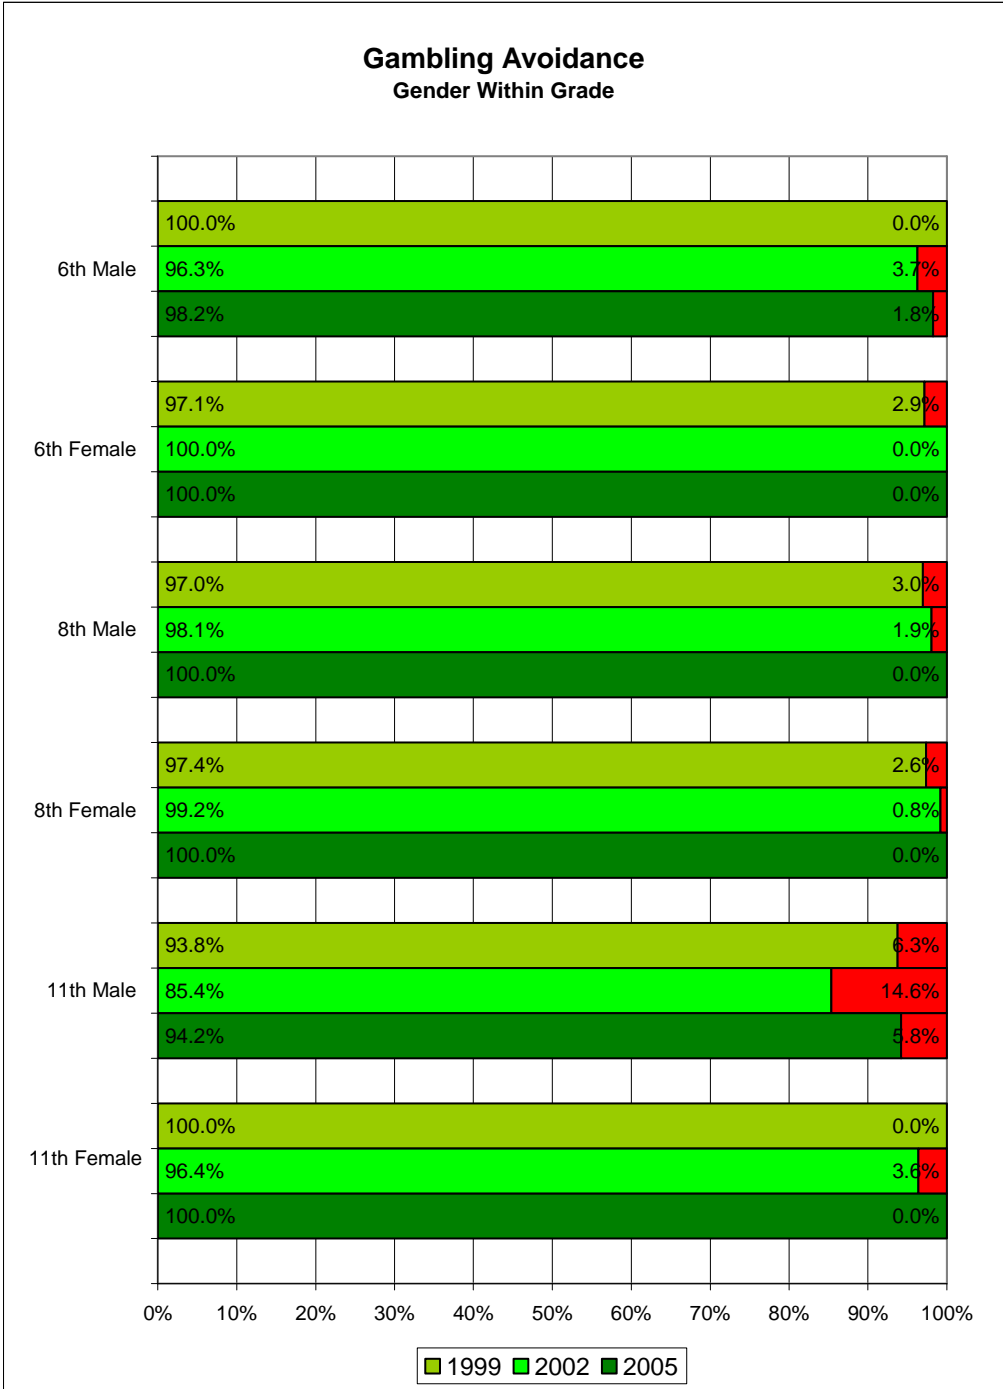 Gambling Avoidance
Gender Within Grade
100.0% 0.0%
6th Male
96.3% 3.7%
98.2% 1.8%
97.1% 2.9%
6th Female
100.0% 0.0%
100.0% 0.0%
97.0% 3.0%
8th Male
98.1% 1.9%
100.0% 0.0%
97.4% 2.6%
8th Female
99.2% 0.8%
100.0% 0.0%
93.8% 6.3%
11th Male
85.4% 14.6%
94.2% 5.8%
100.0% 0.0%
11th Female
96.4% 3.6%
100.0% 0.0%
0% 10% 20% 30% 40% 50% 60% 70% 80% 90% 100%
1999 2002 2005